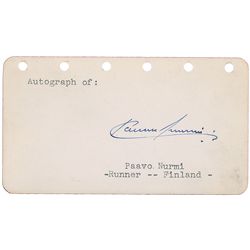 Autograph of:
Paavo Nurmi
Paavo Nurmi
-Runner -- Finland -